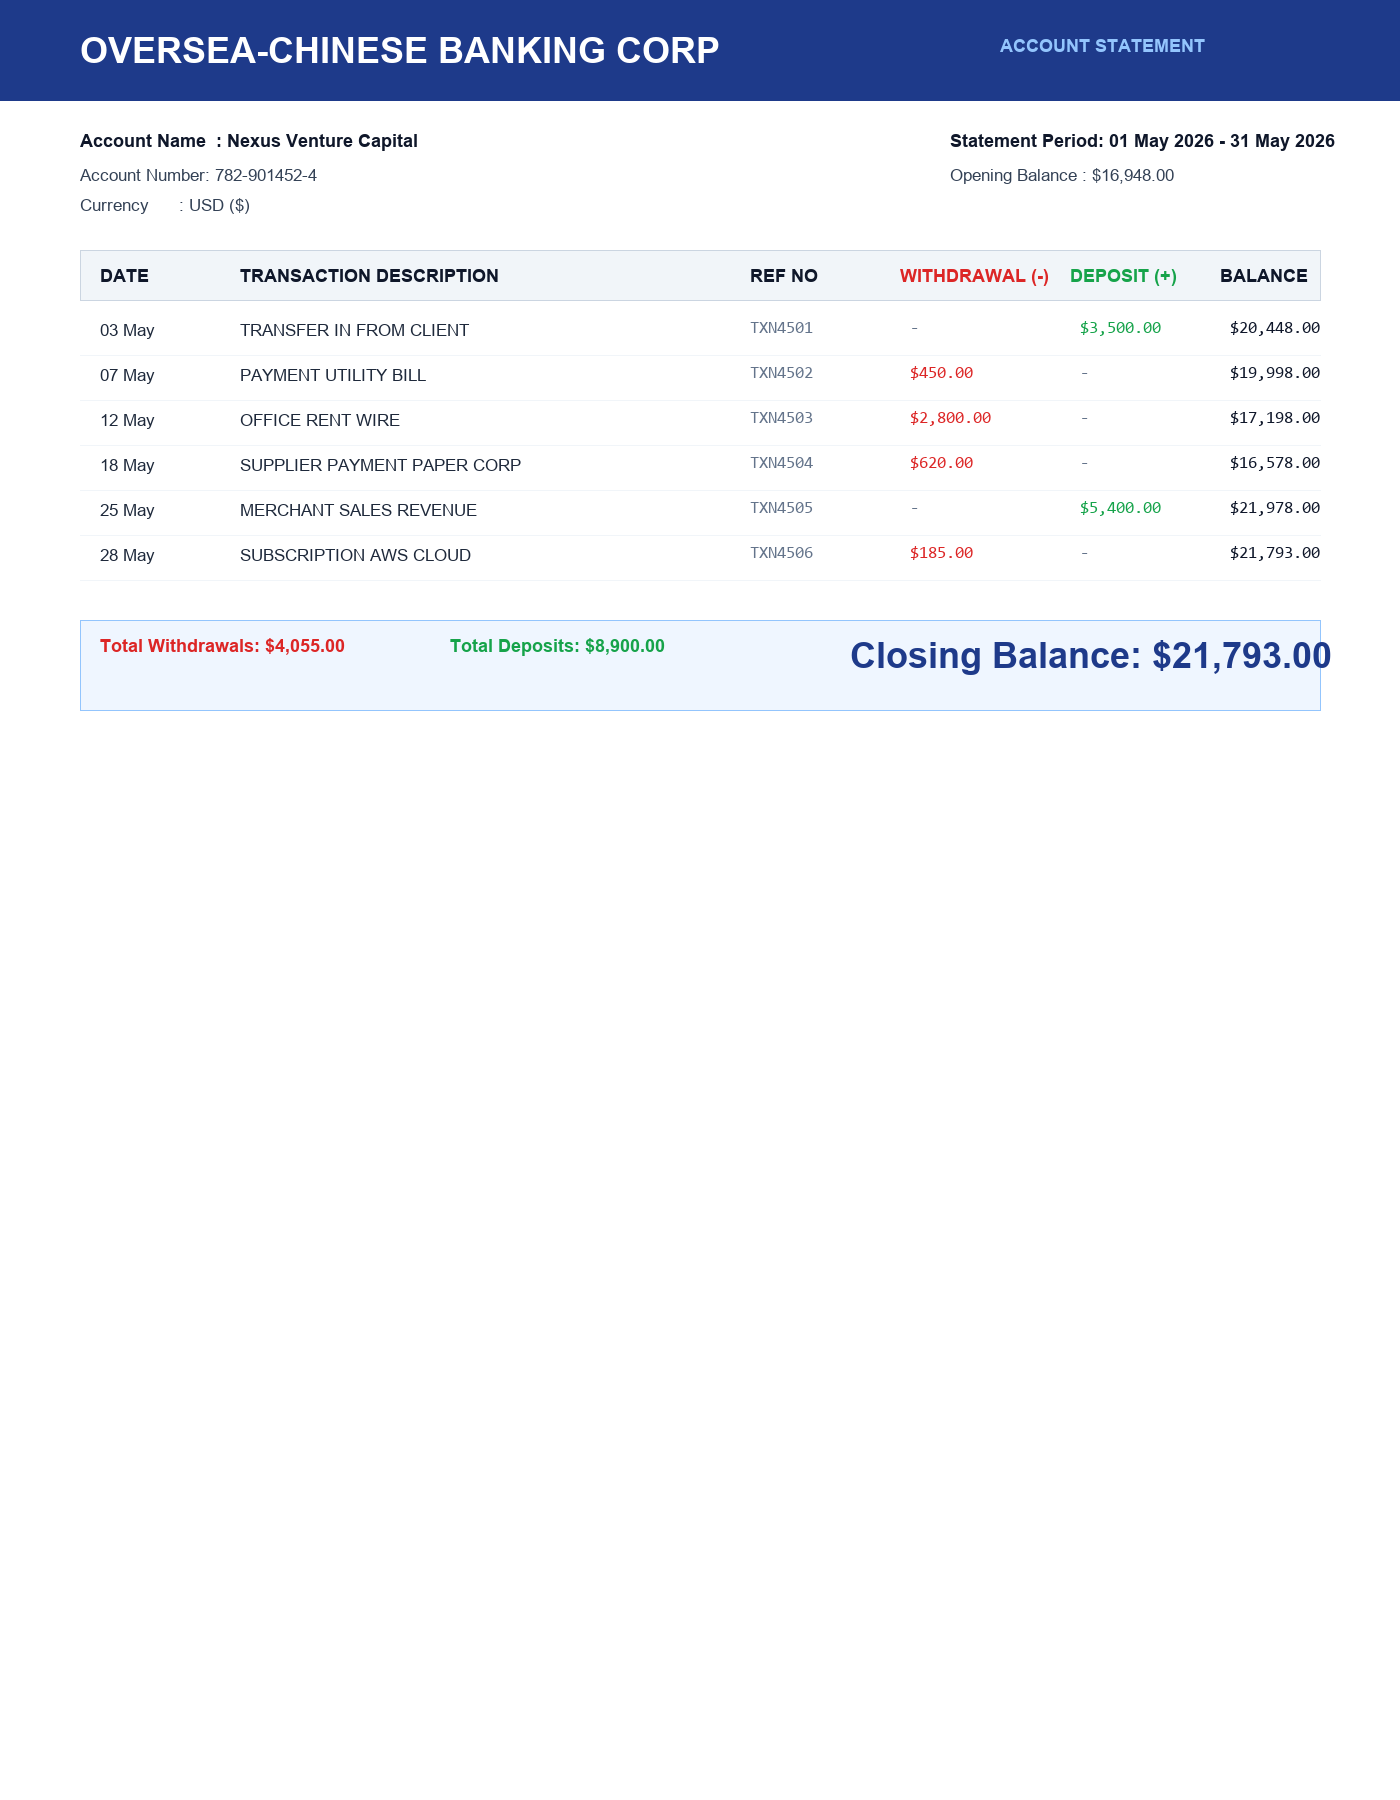 OVERSEA-CHINESE BANKING CORP ACCOUNT STATEMENT
Account Name : Nexus Venture Capital Statement Period: 01 May 2026 - 31 May 2026
Account Number: 782-901452-4 Opening Balance : $16,948.00
Currency : USD ($)
DATE TRANSACTION DESCRIPTION REF NO WITHDRAWAL (-) DEPOSIT (+) BALANCE
03 May TRANSFER IN FROM CLIENT TXN4501 - $3,500.00 $20,448.00
07 May PAYMENT UTILITY BILL TXN4502 $450.00 - $19,998.00
12 May OFFICE RENT WIRE TXN4503 $2,800.00 - $17,198.00
18 May SUPPLIER PAYMENT PAPER CORP TXN4504 $620.00 - $16,578.00
25 May MERCHANT SALES REVENUE TXN4505 - $5,400.00 $21,978.00
28 May SUBSCRIPTION AWS CLOUD TXN4506 $185.00 - $21,793.00
Total Withdrawals: $4,055.00 Total Deposits: $8,900.00 Closing Balance: $21,793.00